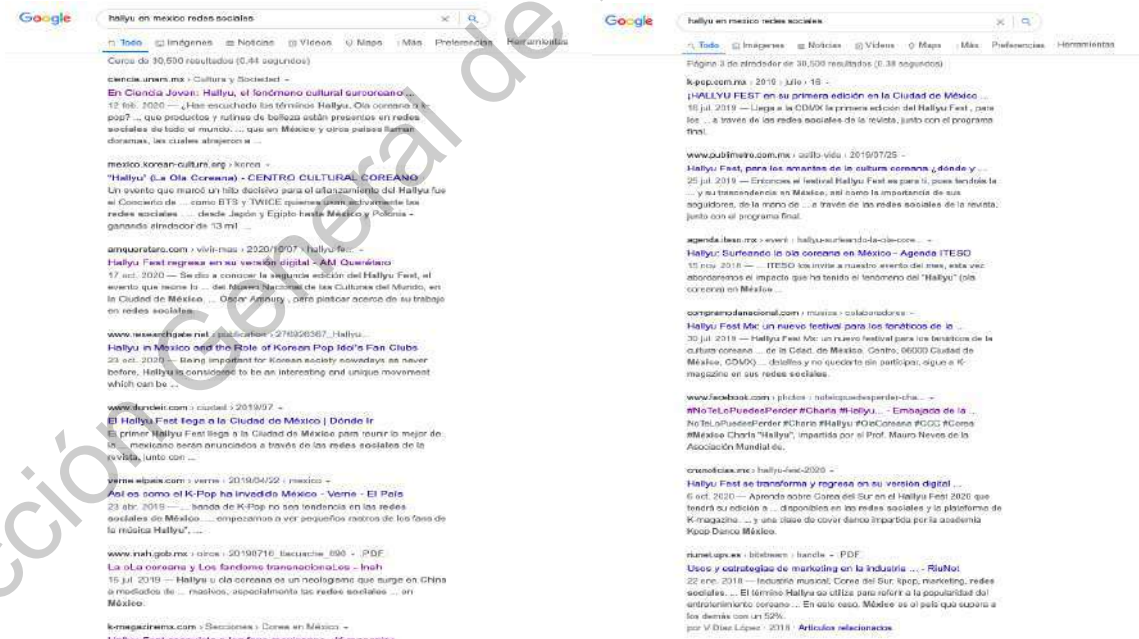 Google
hallyu en mexico redes sociales
Todo Imágenes Noticias Vídeos Maps Más Preferencias Herramientas
Cerca de 30,500 resultados (0.44 segundos)
ciencia.unam.mx › Cultura y Sociedad
En Ciencia Joven: Hallyu, el fenómeno cultural surcoreano ...
12 feb. 2020 — ¿Has escuchado los términos Hallyu, Ola coreana o k-
pop? ... que productos y rutinas de belleza están presentes en redes
sociales de todo el mundo. ... que en México y otros países llaman
doramas, las cuales atrajeron a ...
mexico.korean-culture.org › korea
"Hallyu" (La Ola Coreana) - CENTRO CULTURAL COREANO
Un evento que marcó un hito decisivo para el afianzamiento del Hallyu fue
el Concierto de ... como BTS y TWICE quienes usan activamente las
redes sociales ... desde Japón y Egipto hasta México y Polonia -
ganando alrededor de 13 mil ...
amqueretaro.com › vivir-mas › 2020/10/07 › hallyu-fe...
Hallyu Fest regresa en su versión digital - AM Querétaro
17 oct. 2020 — Se dio a conocer la segunda edición del Hallyu Fest, el
evento que reúne lo ... del Museo Nacional de las Culturas del Mundo, en
la Ciudad de México. ... Oscar Amaury , para platicar acerca de su trabajo
en redes sociales.
www.researchgate.net › publication › 276926567_Hallyu...
Hallyu in Mexico and the Role of Korean Pop Idol's Fan Clubs
23 oct. 2020 — Being important for Korean society nowadays as never
before, Hallyu is considered to be an interesting and unique movement
which can be ...
www.dondeir.com › ciudad › 2019/07
El Hallyu Fest llega a la Ciudad de México | Dónde Ir
El primer Hallyu Fest llega a la Ciudad de México para reunir lo mejor de
la ... mexicano serán anunciados a través de las redes sociales de la
revista, junto con ...
verne.elpais.com › verne › 2019/04/22 › mexico
Así es como el K-Pop ha invadido México - Verne - El País
23 abr. 2019 — ... banda de K-Pop no sea tendencia en las redes
sociales de México. ... empezamos a ver pequeños rastros de los fans de
la música Hallyu", ...
www.inah.gob.mx › otros › 20190716_tlacuache_890 PDF
La oLa coreana y Los fandoms transnacionaLes - Inah
16 jul. 2019 — Hallyu u ola coreana es un neologismo que surge en China
a mediados de ... masivos, especialmente las redes sociales ... en
México.
k-magazinemx.com › Secciones › Corea en México
Google
hallyu en mexico redes sociales
Todo Imágenes Noticias Vídeos Maps Más Preferencias Herramientas
Página 3 de alrededor de 30,500 resultados (0.38 segundos)
k-pop.com.mx › 2019 › julio › 16
¡HALLYU FEST en su primera edición en la Ciudad de México ...
16 jul. 2019 — Llega a la CDMX la primera edición del Hallyu Fest , para
los ... a través de las redes sociales de la revista, junto con el programa
final.
www.publimetro.com.mx › estilo-vida › 2019/07/25
Hallyu Fest, para los amantes de la cultura coreana ¿dónde y ...
25 jul. 2019 — Entonces el festival Hallyu Fest es para ti, pues tendrás la
... y su trascendencia en México, así como la importancia de sus
seguidores, de la mano de ... a través de las redes sociales de la revista,
junto con el programa final.
agenda.iteso.mx › event › hallyu-surfeando-la-ola-core...
Hallyu: Surfeando la ola coreana en México - Agenda ITESO
15 nov. 2018 — ... ITESO los invita a nuestro evento del mes, esta vez
abordaremos el impacto que ha tenido el fenómeno del "Hallyu" (ola
coreana) en México ...
compramodanacional.com › musica › colaboradores
Hallyu Fest Mx: un nuevo festival para los fanáticos de la ...
30 jul. 2019 — Hallyu Fest Mx: un nuevo festival para los fanáticos de la
cultura coreana ... de la Cdad. de México. Centro, 06000 Ciudad de
México, CDMX) ... detalles y no quedarte sin participar, sigue a K-
magazine en sus redes sociales.
www.facebook.com › photos › notelopuedesperder-cha...
#NoTeLoPuedesPerder #Charla #Hallyu... - Embajada de la ...
NoTeLoPuedesPerder #Charla #Hallyu #OlaCoreana #CCC #Corea
#México Charla "Hallyu", impartida por el Prof. Mauro Neves de la
Asociación Mundial de.
cnxnoticias.mx › hallyu-fest-2020
Hallyu Fest se transforma y regresa en su versión digital ...
6 oct. 2020 — Aprende sobre Corea del Sur en el Hallyu Fest 2020 que
tendrá su edición a ... disponibles en las redes sociales y la plataforma de
K-magazine. ... y una clase de cover dance impartida por la academia
Kpop Dance México.
riunet.upv.es › bitstream › handle PDF
Usos y estrategias de marketing en la industria ... - RiuNet
22 ene. 2018 — Industria musical, Corea del Sur, kpop, marketing, redes
sociales. ... El término Hallyu se utiliza para referir a la popularidad del
entretenimiento coreano ... En este caso, México es el país que supera a
los demás con un 52%.
por V Díaz López · 2018 · Artículos relacionados
cción General de